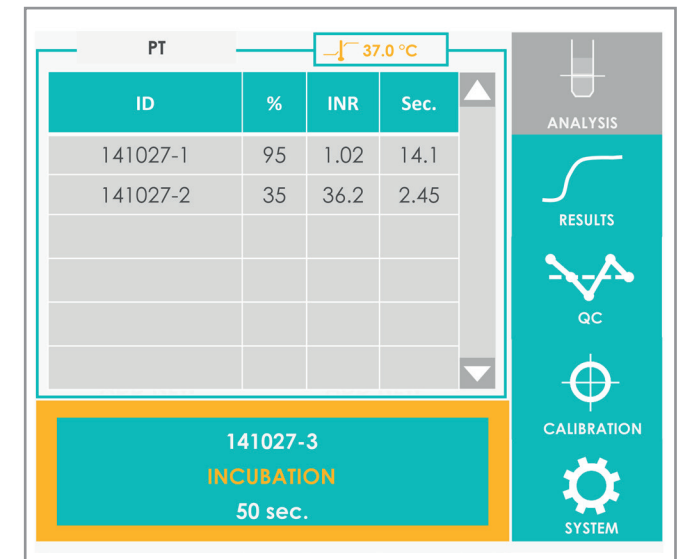 PT
37.0 °C
ID % INR Sec.
141027-1 95 1.02 14.1
141027-2 35 36.2 2.45
141027-3
INCUBATION
50 sec.
ANALYSIS
RESULTS
QC
CALIBRATION
SYSTEM